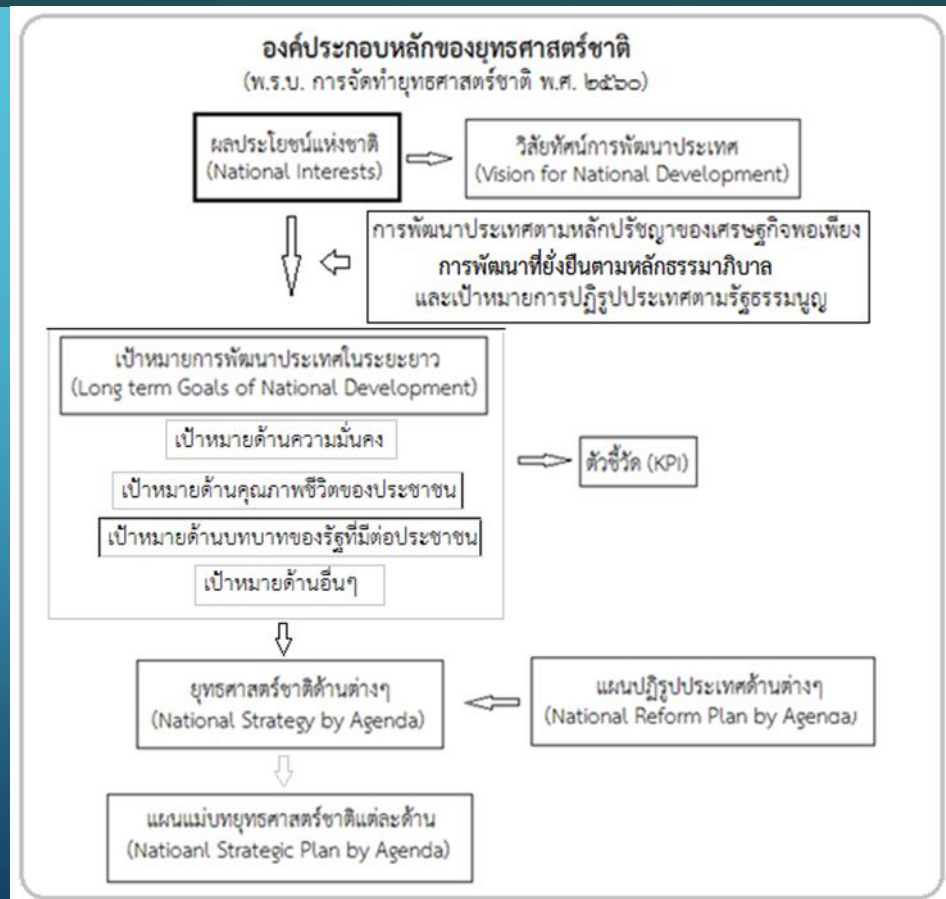 องค์ประกอบหลักของยุทธศาสตร์ชาติ
(พ.ร.บ. การจัดทำยุทธศาสตร์ชาติ พ.ศ. ๒๕๖๐)
ผลประโยชน์แห่งชาติ
(National Interests)
วิสัยทัศน์การพัฒนาประเทศ
(Vision for National Development)
การพัฒนาประเทศตามหลักปรัชญาของเศรษฐกิจพอเพียง
การพัฒนาที่ยั่งยืนตามหลักธรรมาภิบาล
และเป้าหมายการปฏิรูปประเทศตามรัฐธรรมนูญ
เป้าหมายการพัฒนาประเทศในระยะยาว
(Long term Goals of National Development)
เป้าหมายด้านความมั่นคง
เป้าหมายด้านคุณภาพชีวิตของประชาชน
เป้าหมายด้านบทบาทของรัฐที่มีต่อประชาชน
เป้าหมายด้านอื่นๆ
ตัวชี้วัด (KPI)
ยุทธศาสตร์ชาติด้านต่างๆ
(National Strategy by Agenda)
แผนปฏิรูปประเทศด้านต่างๆ
(National Reform Plan by Agenda)
แผนแม่บทยุทธศาสตร์ชาติแต่ละด้าน
(Natioanl Strategic Plan by Agenda)